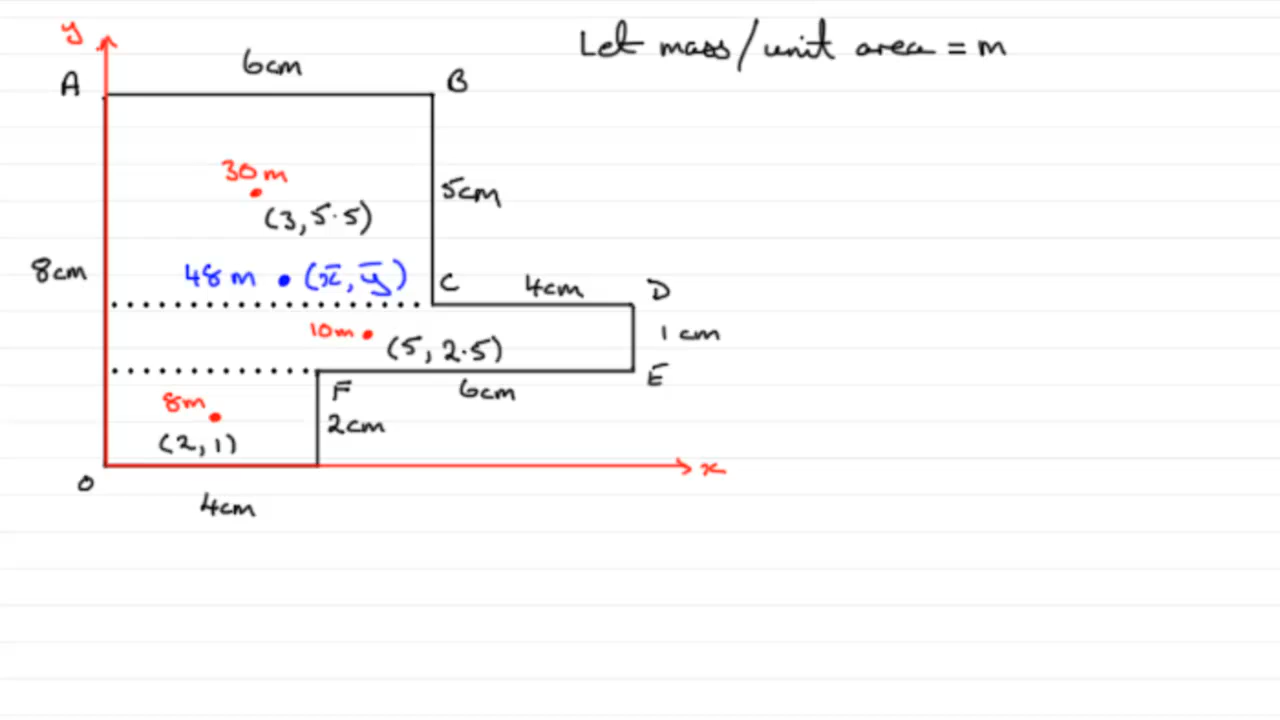 y
Let mass/unit area = m
6cm
A
B
30m
5cm
(3, 5.5)
8cm
48m
(x̄, ȳ)
C
4cm
D
10m
(5, 2.5)
1cm
E
F
6cm
8m
2cm
(2, 1)
x
O
4cm